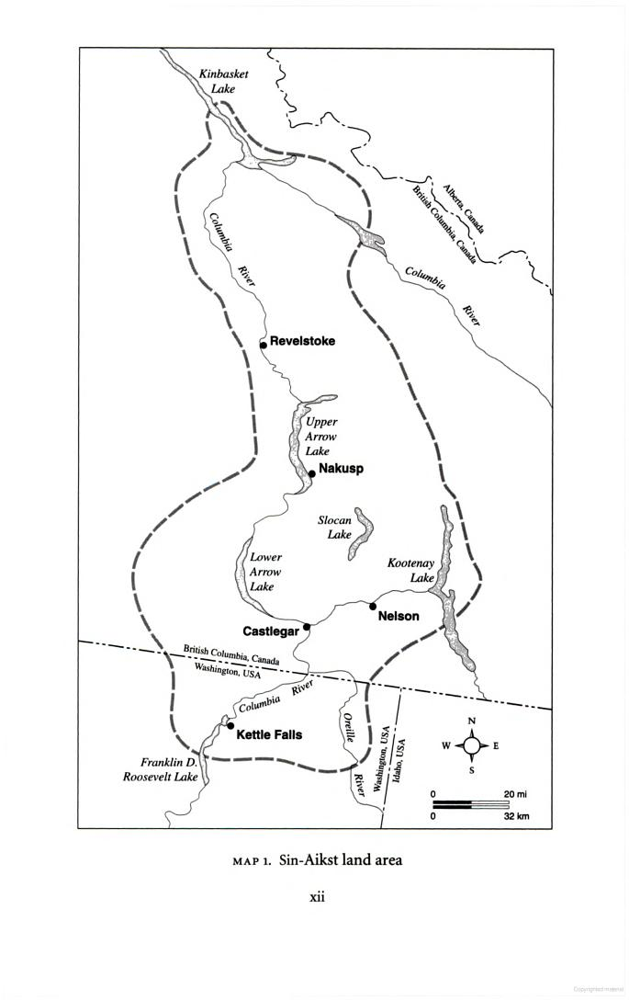 Kinbasket
Lake
Alberta, Canada
British Columbia, Canada
Columbia
River
Columbia
River
Revelstoke
Upper
Arrow
Lake
Nakusp
Slocan
Lake
Lower
Arrow
Lake
Kootenay
Lake
Nelson
Castlegar
British Columbia, Canada
Washington, USA
Columbia River
Oreille
River
Kettle Falls
Franklin D.
Roosevelt Lake
Washington, USA
Idaho, USA
N
W E
S
0 20 mi
0 32 km
MAP 1. Sin-Aikst land area
xii
Copyrighted material